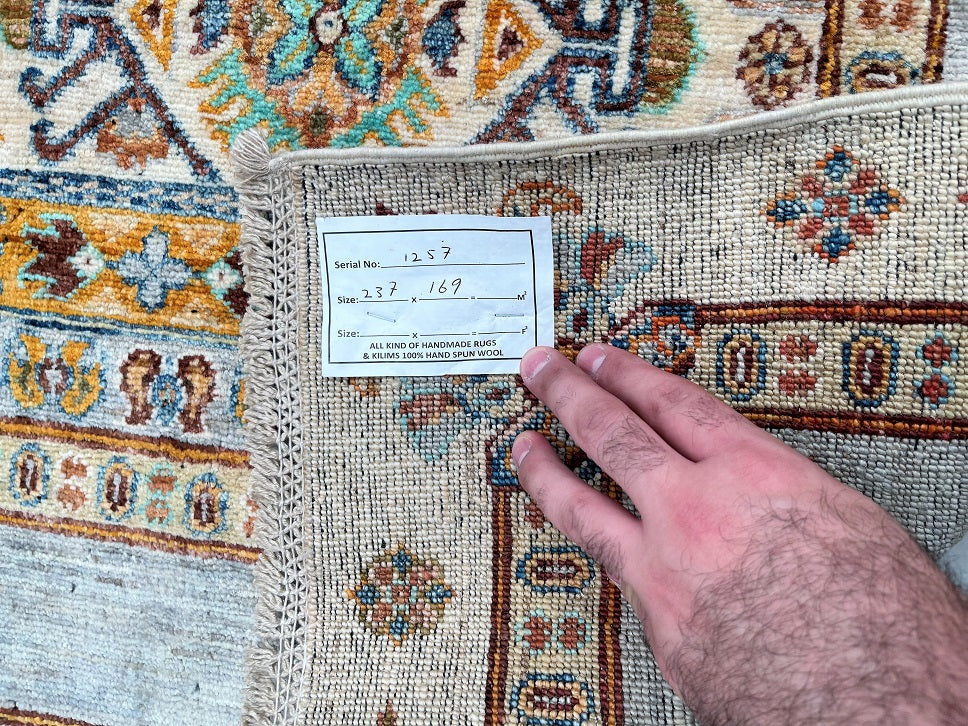 Serial No: 1257
Size: 237 x 169 = M²
Size: x = F²
ALL KIND OF HANDMADE RUGS
& KILIMS 100% HAND SPUN WOOL